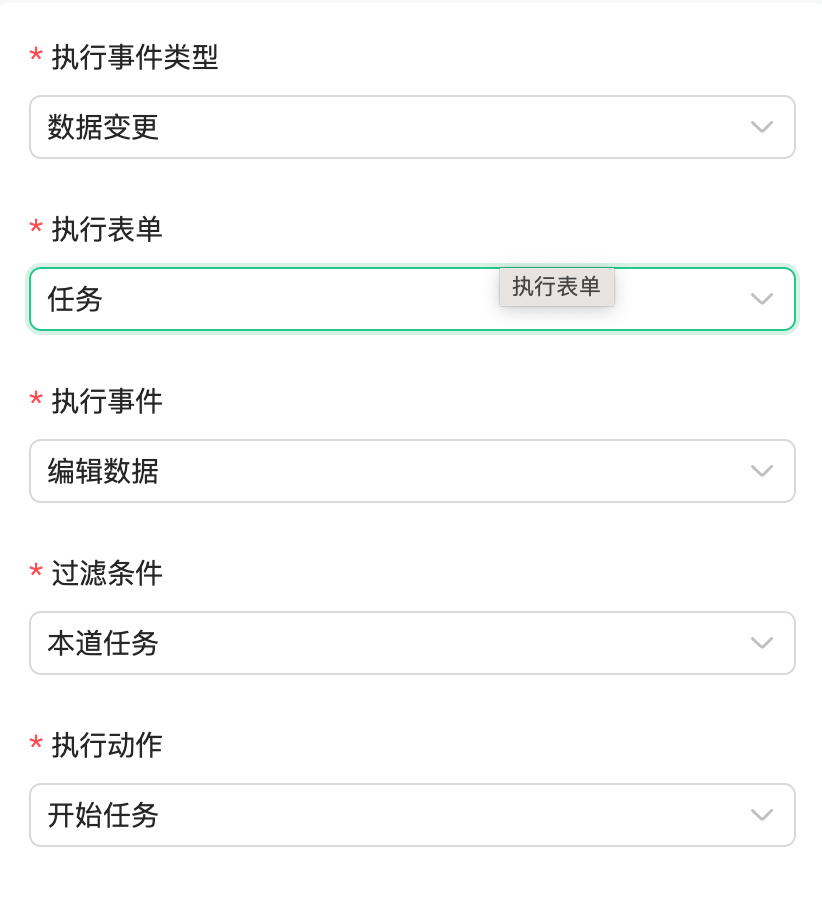 * 执行事件类型
数据变更
* 执行表单
任务
执行表单
* 执行事件
编辑数据
* 过滤条件
本道任务
* 执行动作
开始任务